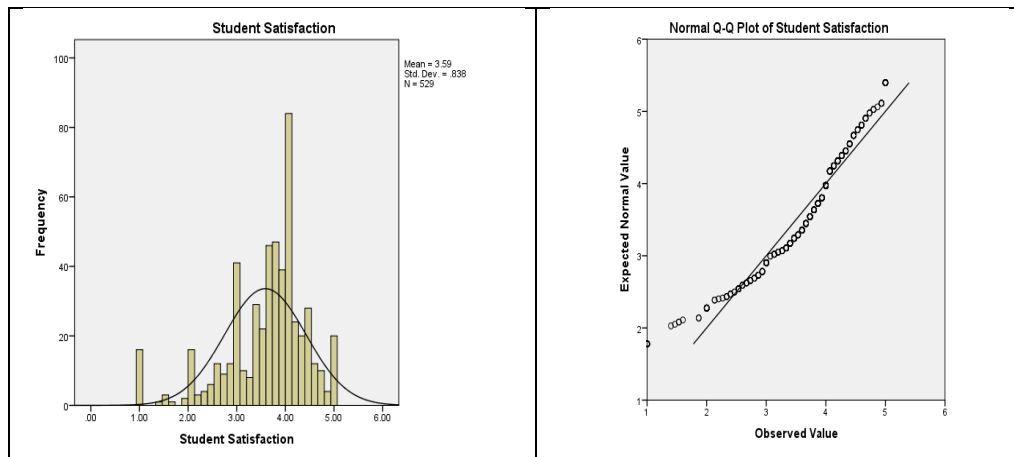 Student Satisfaction
Mean = 3.59
Std. Dev. = .838
N = 529
100
80
60
40
20
0
Frequency
.00 1.00 2.00 3.00 4.00 5.00 6.00
Student Satisfaction
Normal Q-Q Plot of Student Satisfaction
6
5
4
3
2
1
Expected Normal Value
1 2 3 4 5 6
Observed Value